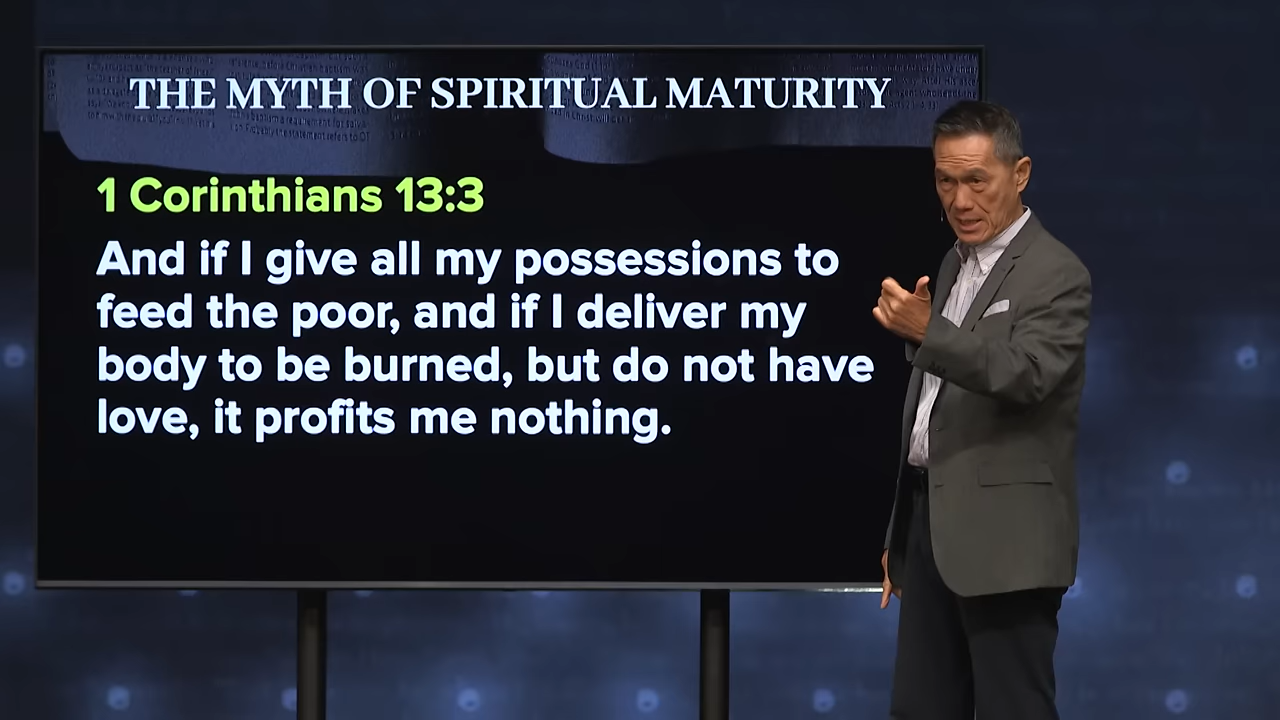 THE MYTH OF SPIRITUAL MATURITY
1 Corinthians 13:3
And if I give all my possessions to
feed the poor, and if I deliver my
body to be burned, but do not have
love, it profits me nothing.